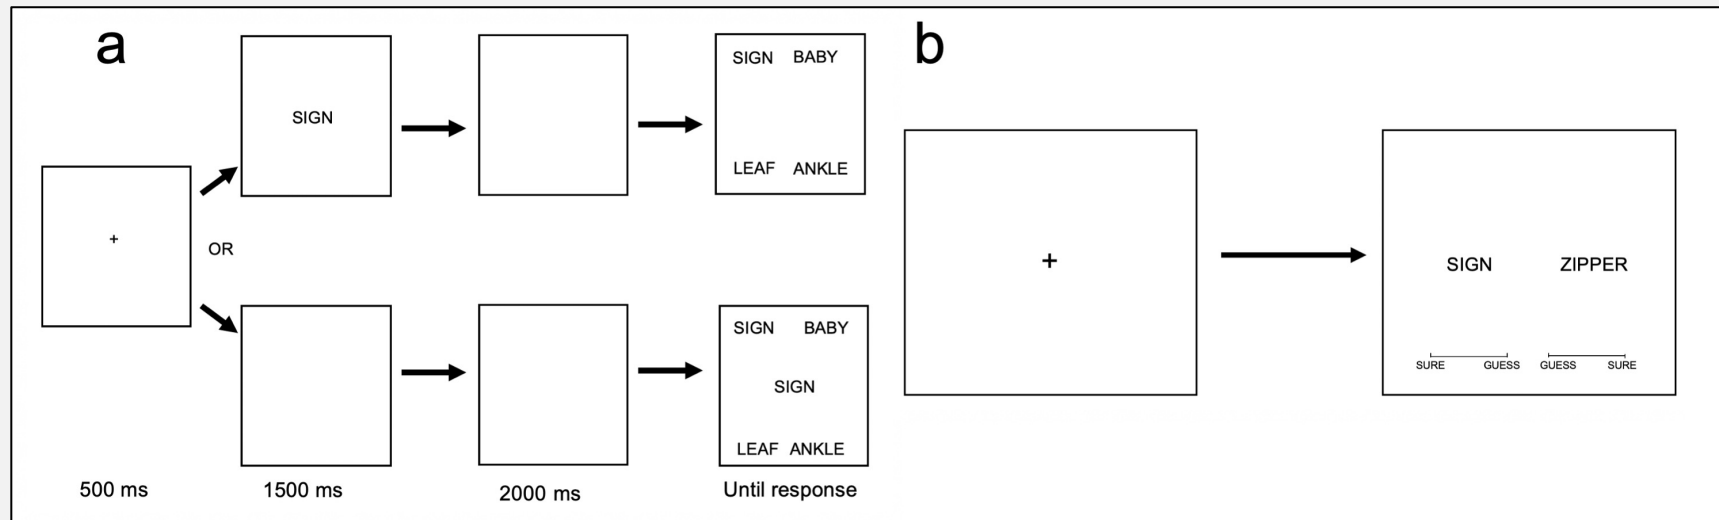 a
SIGN
SIGN BABY
LEAF ANKLE
+
OR
SIGN BABY
SIGN
LEAF ANKLE
500 ms
1500 ms
2000 ms
Until response
b
+
SIGN ZIPPER
SURE GUESS GUESS SURE